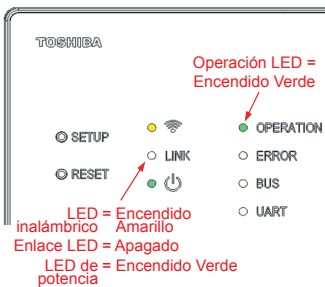 TOSHIBA
Operación LED =
Encendido Verde
SETUP
OPERATION
LINK
ERROR
RESET
BUS
UART
LED = Encendido
inalámbrico Amarillo
Enlace LED = Apagado
LED de = Encendido Verde
potencia